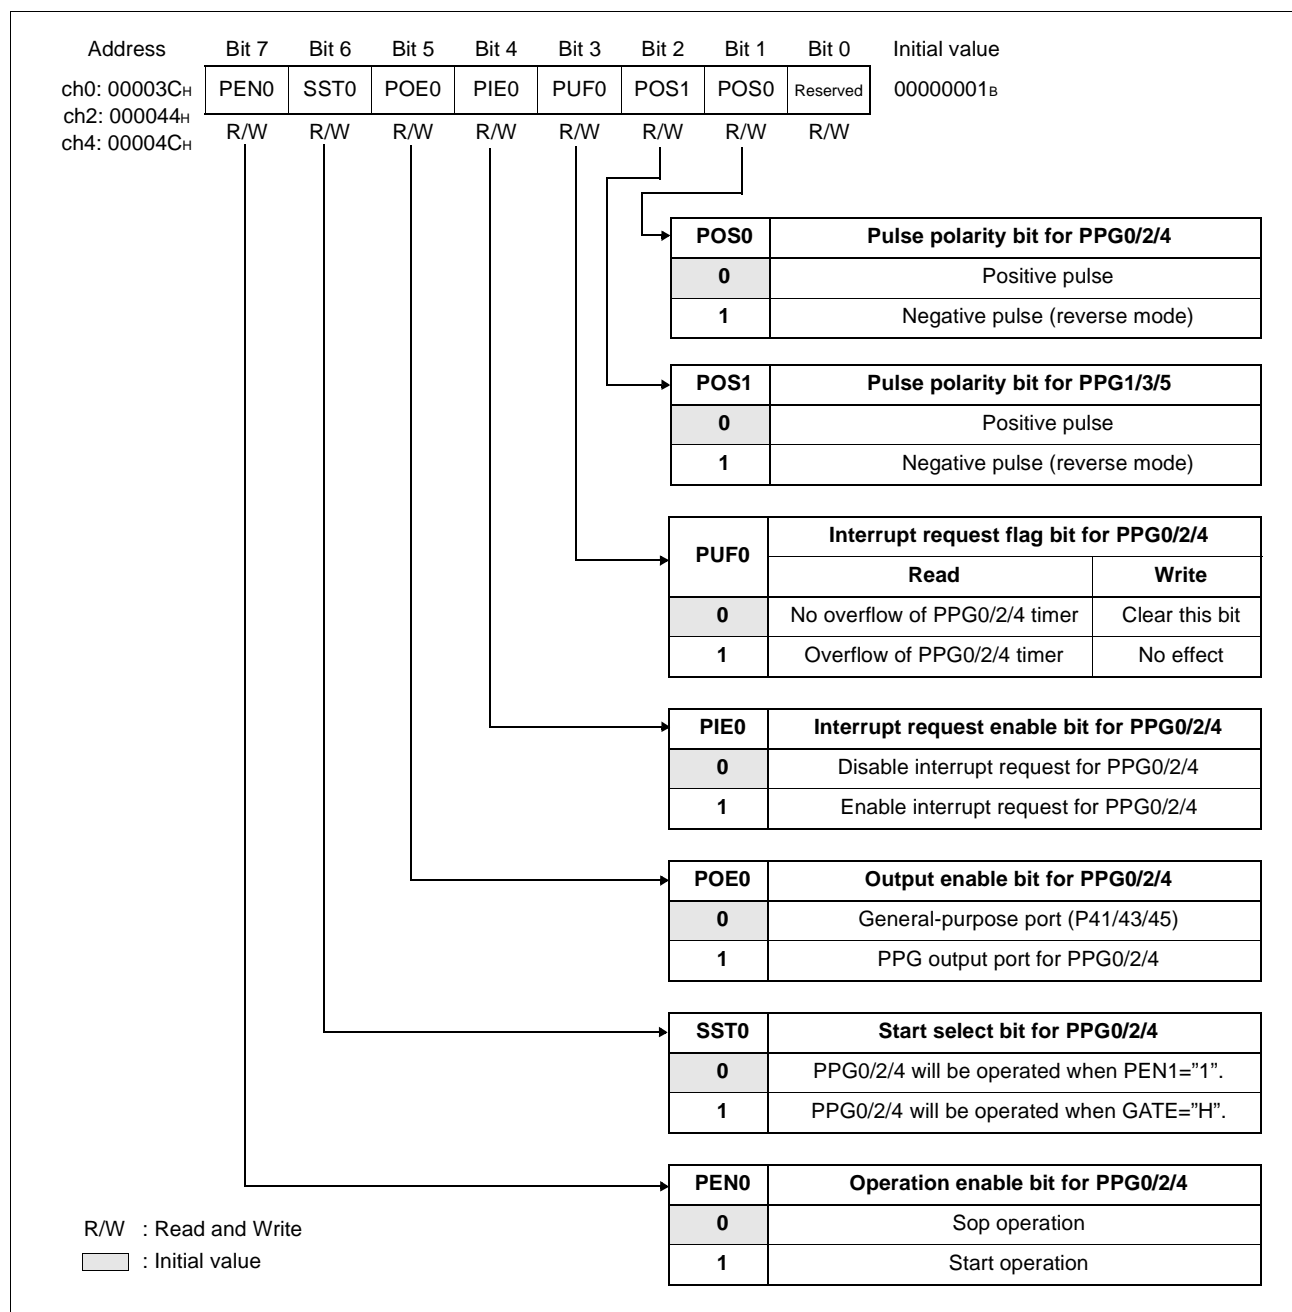 Address Bit 7 Bit 6 Bit 5 Bit 4 Bit 3 Bit 2 Bit 1 Bit 0 Initial value
ch0: 00003CH PEN0 SST0 POE0 PIE0 PUF0 POS1 POS0 Reserved 00000001B
ch2: 000044H
ch4: 00004CH
R/W R/W R/W R/W R/W R/W R/W R/W
POS0 Pulse polarity bit for PPG0/2/4
0 Positive pulse
1 Negative pulse (reverse mode)
POS1 Pulse polarity bit for PPG1/3/5
0 Positive pulse
1 Negative pulse (reverse mode)
PUF0 Interrupt request flag bit for PPG0/2/4
Read Write
0 No overflow of PPG0/2/4 timer Clear this bit
1 Overflow of PPG0/2/4 timer No effect
PIE0 Interrupt request enable bit for PPG0/2/4
0 Disable interrupt request for PPG0/2/4
1 Enable interrupt request for PPG0/2/4
POE0 Output enable bit for PPG0/2/4
0 General-purpose port (P41/43/45)
1 PPG output port for PPG0/2/4
SST0 Start select bit for PPG0/2/4
0 PPG0/2/4 will be operated when PEN1=”1”.
1 PPG0/2/4 will be operated when GATE=”H”.
PEN0 Operation enable bit for PPG0/2/4
0 Sop operation
1 Start operation
R/W : Read and Write
: Initial value